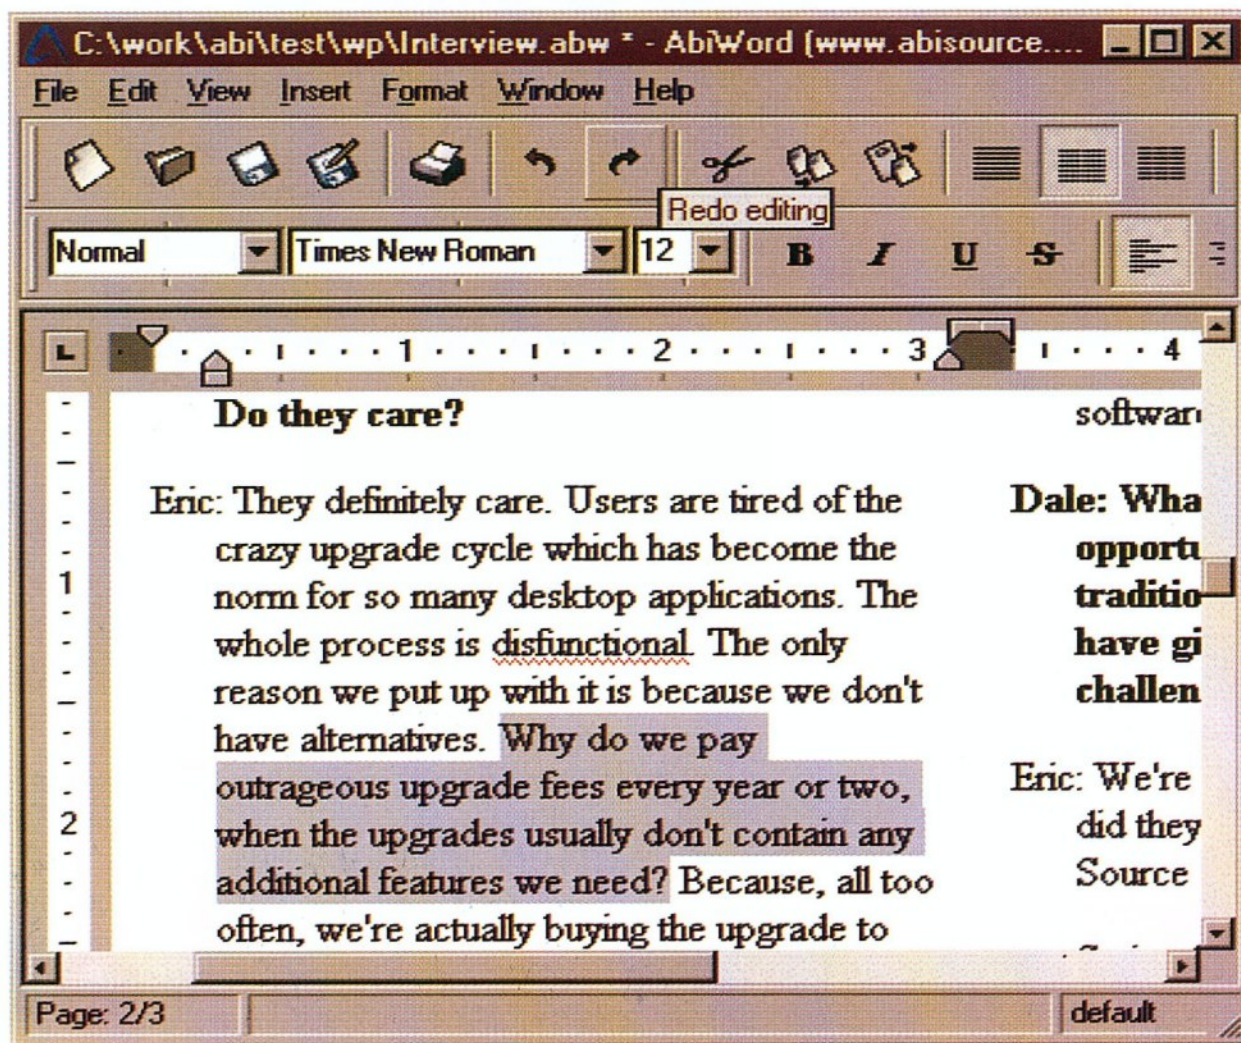 C:\work\abi\test\wp\Interview.abw * - AbiWord (www.abisource....
File Edit View Insert Format Window Help
Redo editing
Normal Times New Roman 12 B I U S
1 2 3 4
Do they care?
Eric: They definitely care. Users are tired of the
crazy upgrade cycle which has become the
norm for so many desktop applications. The
whole process is disfunctional. The only
reason we put up with it is because we don't
have alternatives. Why do we pay
outrageous upgrade fees every year or two,
when the upgrades usually don't contain any
additional features we need? Because, all too
often, we're actually buying the upgrade to
software
Dale: Wha
opportu
traditio
have gi
challen
Eric: We're
did they
Source
1
2
Page: 2/3 default